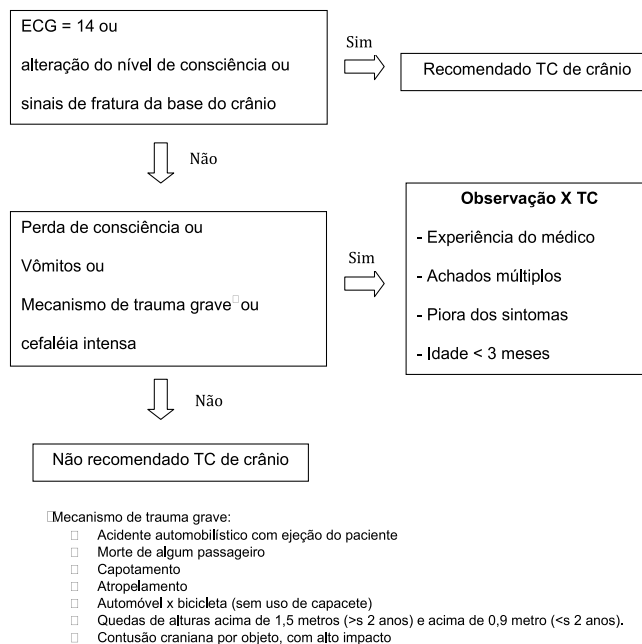 ECG = 14 ou
alteração do nível de consciência ou
sinais de fratura da base do crânio
Sim
Recomendado TC de crânio
Não
Perda de consciência ou
Vômitos ou
Mecanismo de trauma grave ou
cefaléia intensa
Sim
Observação X TC
- Experiência do médico
- Achados múltiplos
- Piora dos sintomas
- Idade < 3 meses
Não
Não recomendado TC de crânio
Mecanismo de trauma grave:
Acidente automobilístico com ejeção do paciente
Morte de algum passageiro
Capotamento
Atropelamento
Automóvel x bicicleta (sem uso de capacete)
Quedas de alturas acima de 1,5 metros (>s 2 anos) e acima de 0,9 metro (<s 2 anos).
Contusão craniana por objeto, com alto impacto